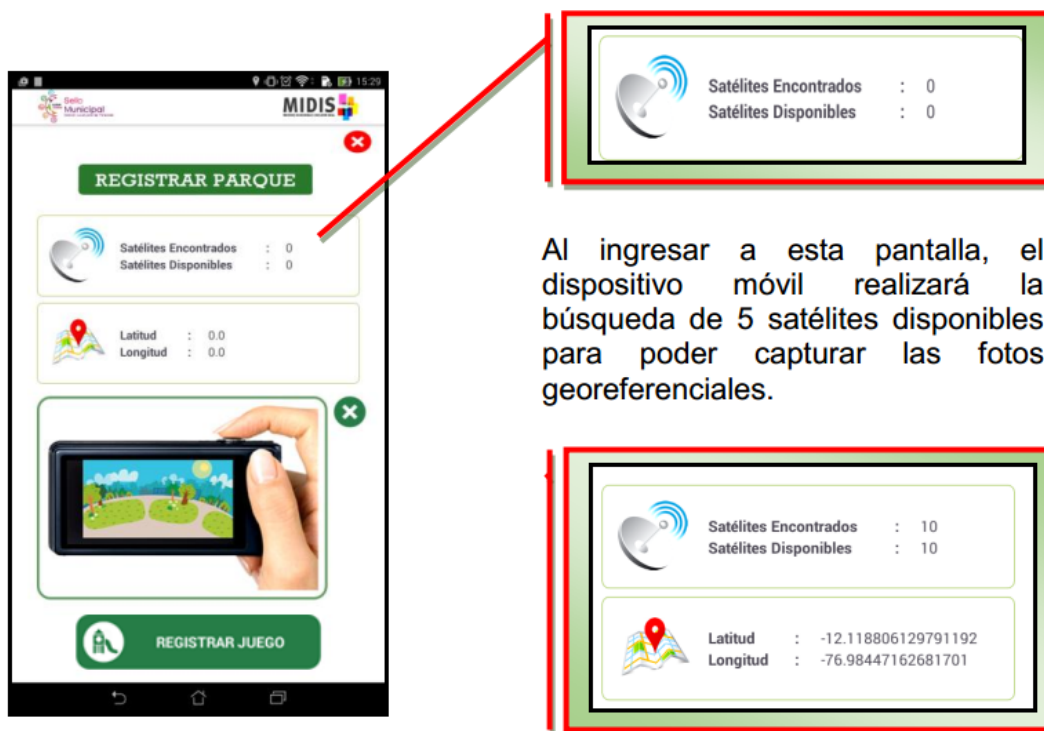 15:29
Sello
Municipal
MIDIS
REGISTRAR PARQUE
Satélites Encontrados : 0
Satélites Disponibles : 0
Latitud : 0.0
Longitud : 0.0
REGISTRAR JUEGO
Satélites Encontrados : 0
Satélites Disponibles : 0
Al ingresar a esta pantalla, el
dispositivo móvil realizará la
búsqueda de 5 satélites disponibles
para poder capturar las fotos
georeferenciales.
Satélites Encontrados : 10
Satélites Disponibles : 10
Latitud : -12.118806129791192
Longitud : -76.98447162681701